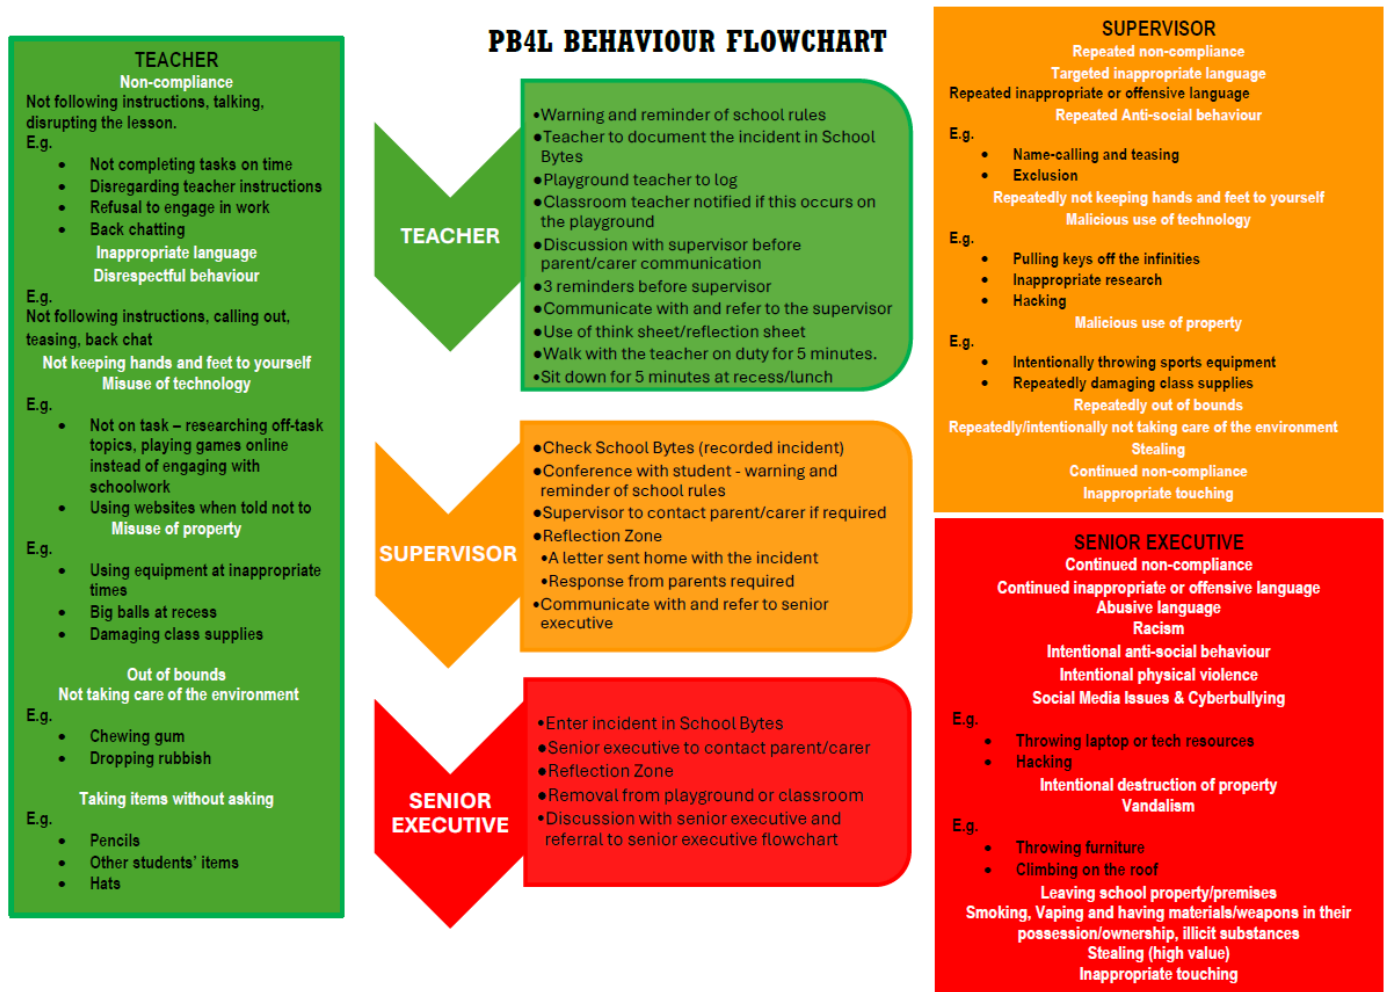 PB4L BEHAVIOUR FLOWCHART
TEACHER
Non-compliance
Not following instructions, talking,
disrupting the lesson.
E.g.
• Not completing tasks on time
• Disregarding teacher instructions
• Refusal to engage in work
• Back chatting
Inappropriate language
Disrespectful behaviour
E.g.
Not following instructions, calling out,
teasing, back chat
Not keeping hands and feet to yourself
Misuse of technology
E.g.
• Not on task – researching off-task
topics, playing games online
instead of engaging with
schoolwork
• Using websites when told not to
Misuse of property
E.g.
• Using equipment at inappropriate
times
• Big balls at recess
• Damaging class supplies
Out of bounds
Not taking care of the environment
E.g.
• Chewing gum
• Dropping rubbish
Taking items without asking
E.g.
• Pencils
• Other students' items
• Hats
TEACHER
•Warning and reminder of school rules
•Teacher to document the incident in School
Bytes
•Playground teacher to log
•Classroom teacher notified if this occurs on
the playground
•Discussion with supervisor before
parent/carer communication
•3 reminders before supervisor
•Communicate with and refer to the supervisor
•Use of think sheet/reflection sheet
•Walk with the teacher on duty for 5 minutes.
•Sit down for 5 minutes at recess/lunch
SUPERVISOR
•Check School Bytes (recorded incident)
•Conference with student - warning and
reminder of school rules
•Supervisor to contact parent/carer if required
•Reflection Zone
•A letter sent home with the incident
•Response from parents required
•Communicate with and refer to senior
executive
SENIOR
EXECUTIVE
•Enter incident in School Bytes
•Senior executive to contact parent/carer
•Reflection Zone
•Removal from playground or classroom
•Discussion with senior executive and
referral to senior executive flowchart
SUPERVISOR
Repeated non-compliance
Targeted inappropriate language
Repeated inappropriate or offensive language
Repeated Anti-social behaviour
E.g.
• Name-calling and teasing
• Exclusion
Repeatedly not keeping hands and feet to yourself
Malicious use of technology
E.g.
• Pulling keys off the infinities
• Inappropriate research
• Hacking
Malicious use of property
E.g.
• Intentionally throwing sports equipment
• Repeatedly damaging class supplies
Repeatedly out of bounds
Repeatedly/intentionally not taking care of the environment
Stealing
Continued non-compliance
Inappropriate touching
SENIOR EXECUTIVE
Continued non-compliance
Continued inappropriate or offensive language
Abusive language
Racism
Intentional anti-social behaviour
Intentional physical violence
Social Media Issues & Cyberbullying
E.g.
• Throwing laptop or tech resources
• Hacking
Intentional destruction of property
Vandalism
E.g.
• Throwing furniture
• Climbing on the roof
Leaving school property/premises
Smoking, Vaping and having materials/weapons in their
possession/ownership, illicit substances
Stealing (high value)
Inappropriate touching